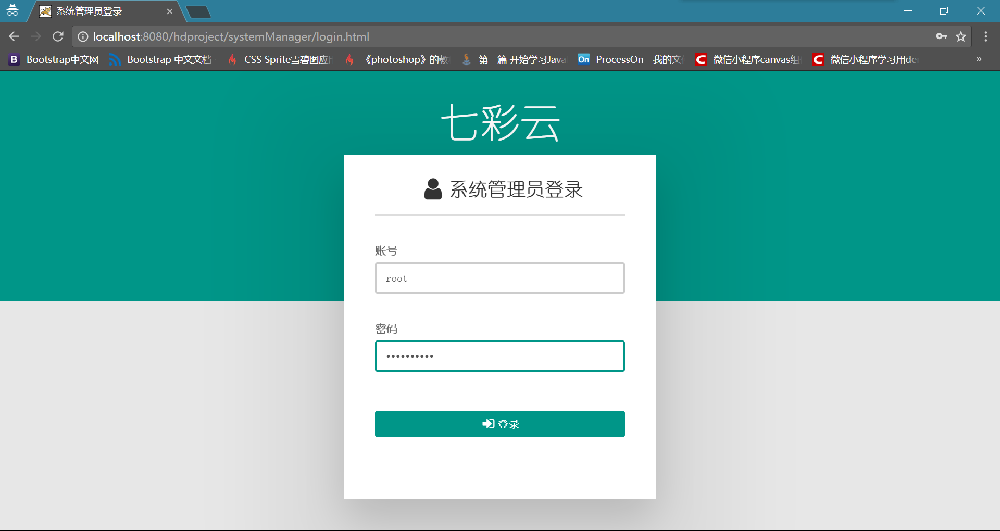 系统管理员登录
localhost:8080/hdproject/systemManager/login.html
B Bootstrap中文网 Bootstrap 中文文档 CSS Sprite雪碧图应用 《photoshop》的教 第一篇 开始学习Java On ProcessOn - 我的文 C 微信小程序canvas组 C 微信小程序学习用de »
七彩云
系统管理员登录
账号
root
密码
••••••••••
登录